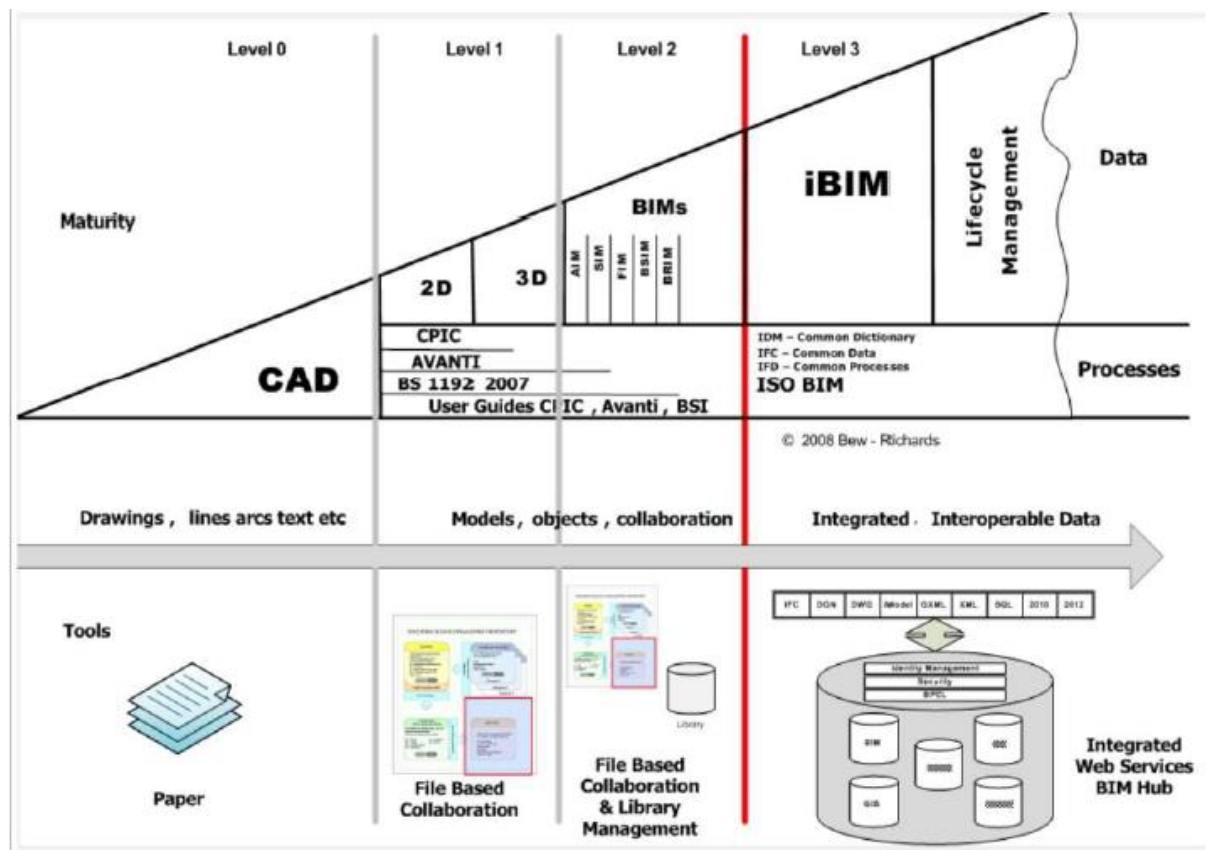 Level 0
Level 1
Level 2
Level 3
Maturity
CAD
2D
3D
BIMs
AIM
SIM
FIM
BSIM
BRIM
iBIM
Lifecycle
Management
Data
CPIC
AVANTI
BS 1192 2007
User Guides CPIC , Avanti , BSI
IDM – Common Dictionary
IFC – Common Data
IFD – Common Processes
ISO BIM
Processes
© 2008 Bew - Richards
Drawings , lines arcs text etc
Models, objects , collaboration
Integrated , Interoperable Data
Tools
Paper
File Based
Collaboration
Library
File Based
Collaboration
& Library
Management
IFC DGN DWG iModel GXML XML SQL 2010 2012
Identity Management
Security
BPEL
BIM
GIS
Integrated
Web Services
BIM Hub